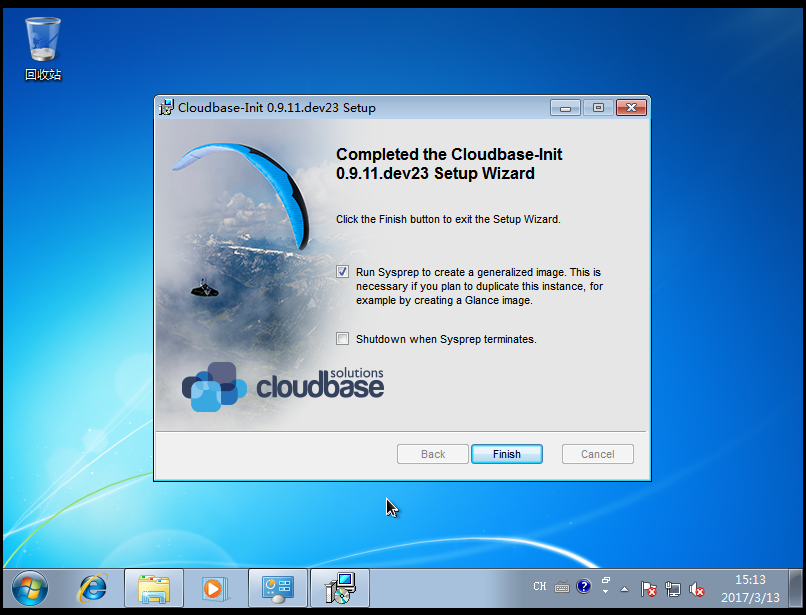 回收站
Cloudbase-Init 0.9.11.dev23 Setup
Completed the Cloudbase-Init
0.9.11.dev23 Setup Wizard
Click the Finish button to exit the Setup Wizard.
Run Sysprep to create a generalized image. This is
necessary if you plan to duplicate this instance, for
example by creating a Glance image.
Shutdown when Sysprep terminates.
solutions
cloudbase
Back
Finish
Cancel
CH
?
15:13
2017/3/13